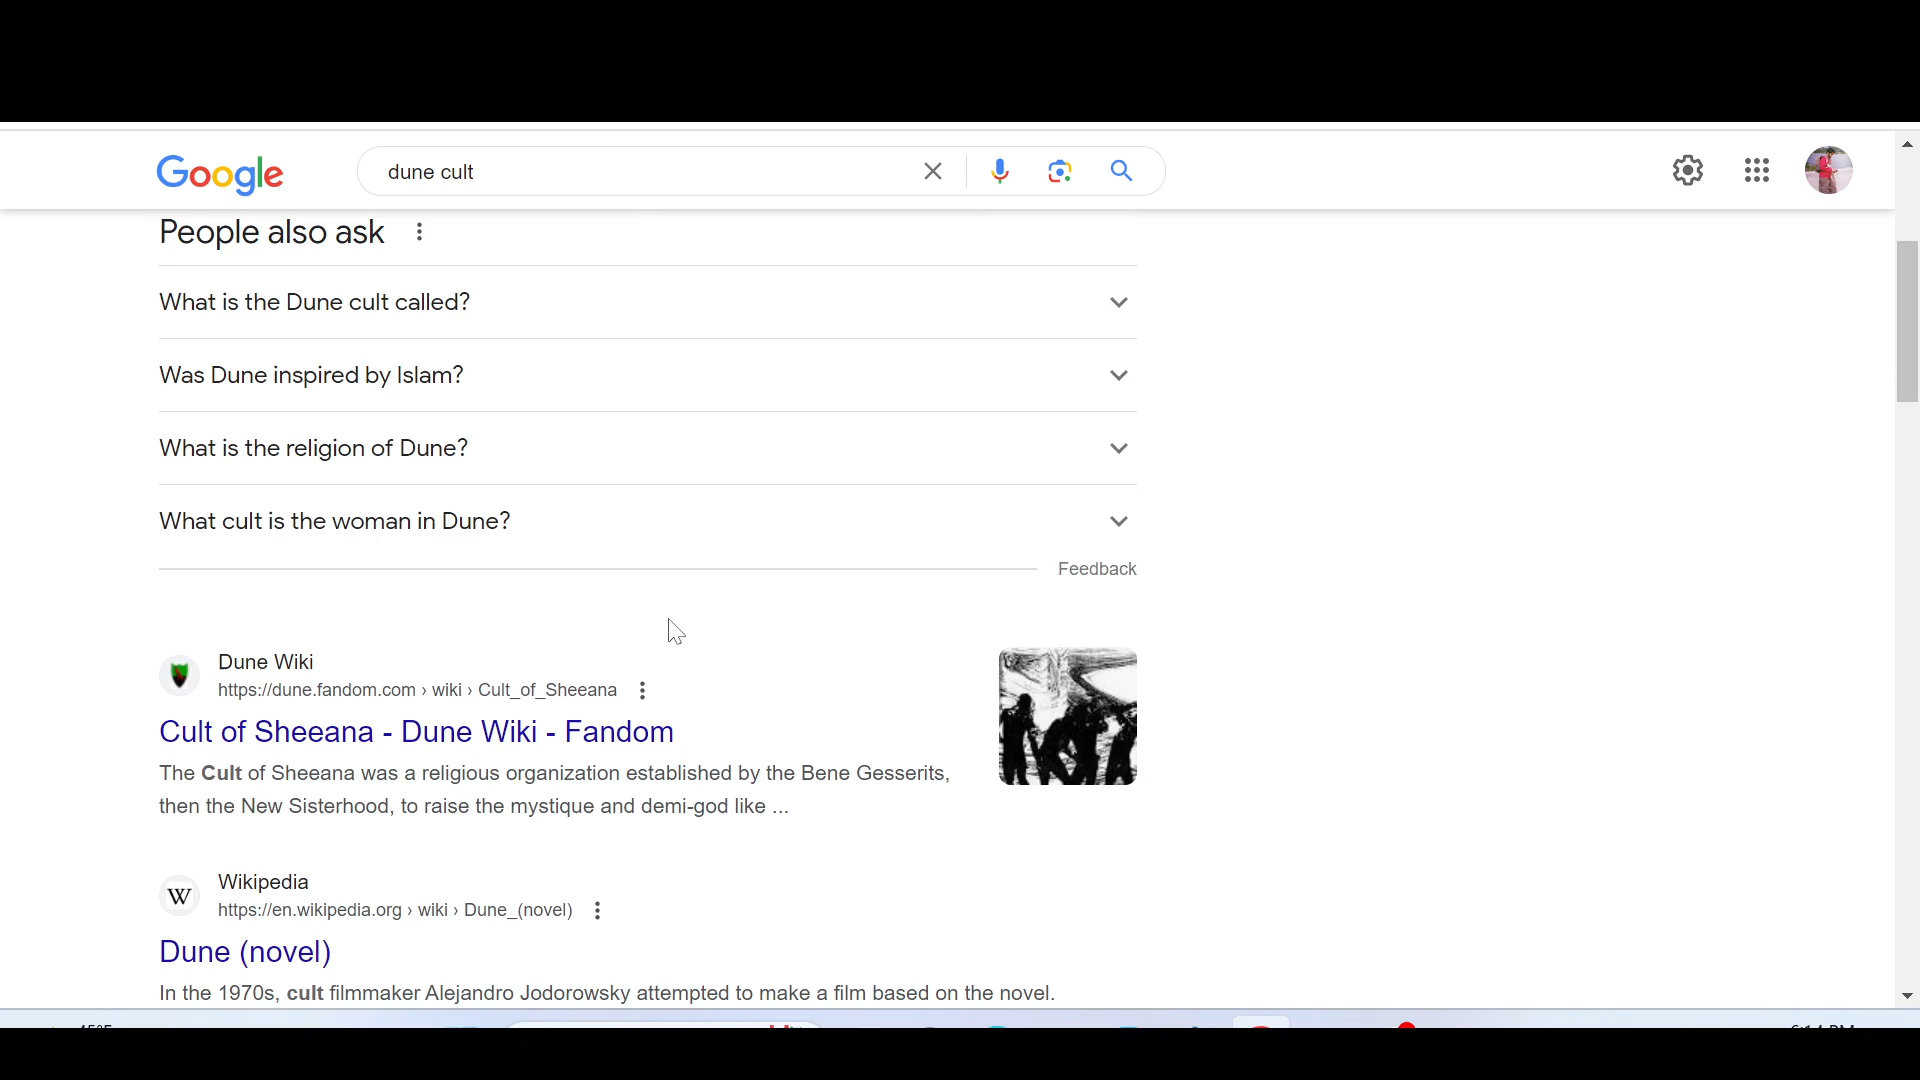 Google
dune cult
People also ask
What is the Dune cult called?
Was Dune inspired by Islam?
What is the religion of Dune?
What cult is the woman in Dune?
Feedback
Dune Wiki
https://dune.fandom.com › wiki › Cult_of_Sheeana
Cult of Sheeana - Dune Wiki - Fandom
The Cult of Sheeana was a religious organization established by the Bene Gesserits,
then the New Sisterhood, to raise the mystique and demi-god like ...
W
Wikipedia
https://en.wikipedia.org › wiki › Dune_(novel)
Dune (novel)
In the 1970s, cult filmmaker Alejandro Jodorowsky attempted to make a film based on the novel.